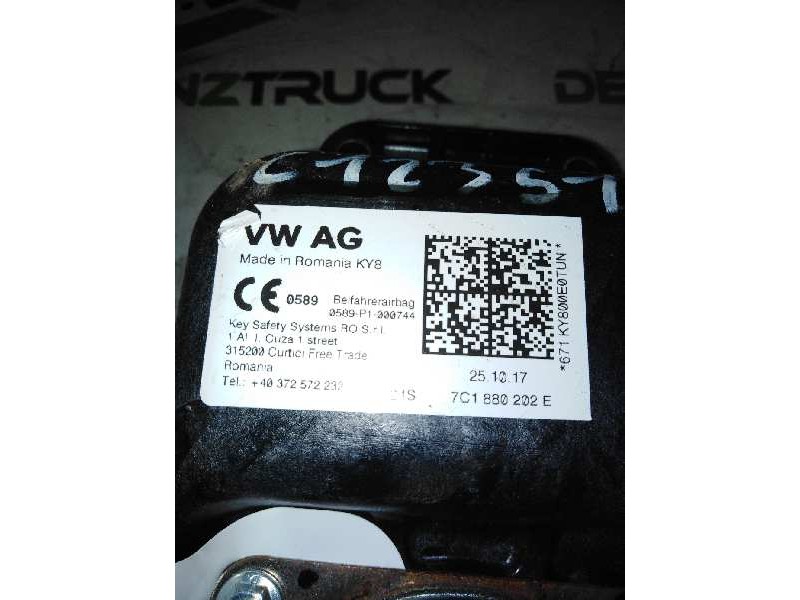 NZTRUCK DE
VW AG
Made in Romania KY8
CE 0589 Beifahrerairbag
0589-P1-000744
Key Safety Systems RO S.r.l.
1 Al. I. Cuza 1 street
315200 Curtici Free Trade
Romania
Tel.: +40 372 572 232
25.10.17
7C1 880 202 E
*671 KY800E0TUN*